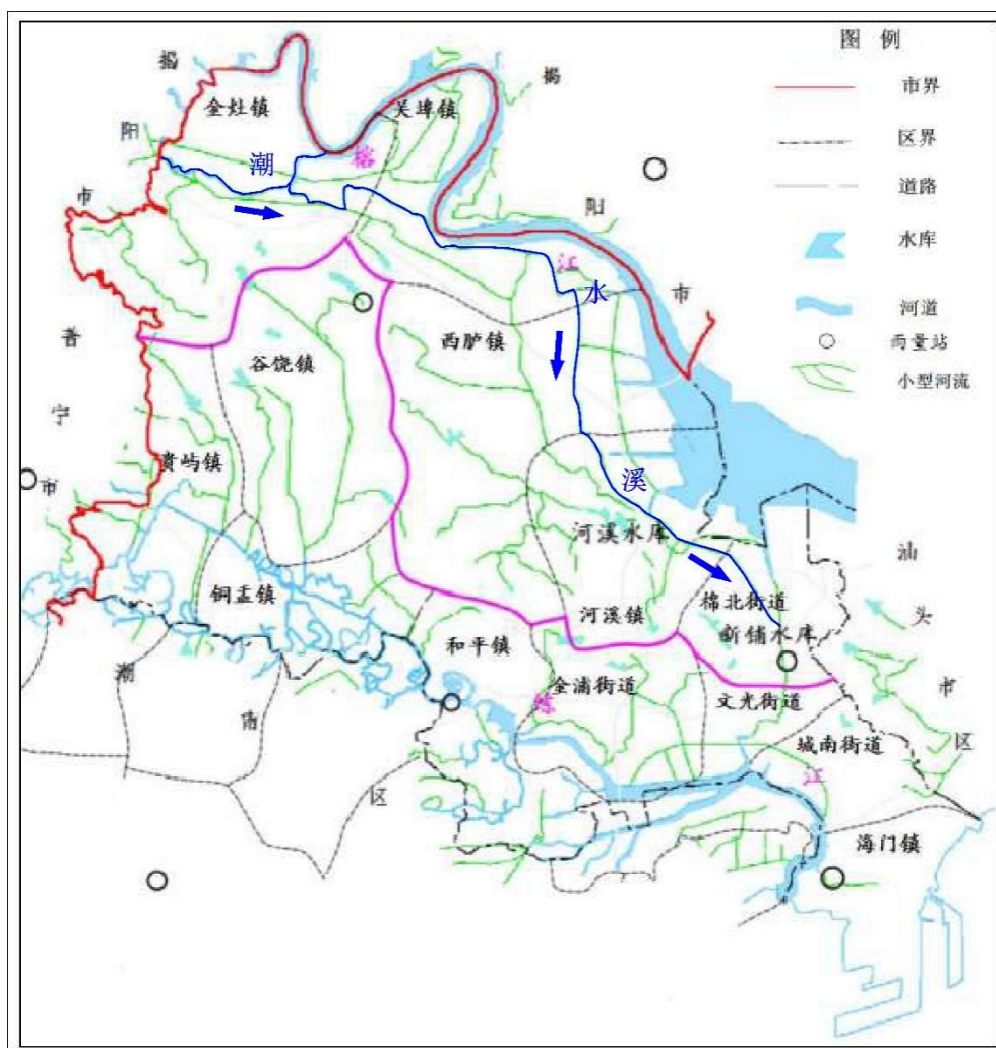 图 例
市界
区界
道路
水库
河道
雨量站
小型河流
揭
阳
市
揭
阳
市
金灶镇
关埠镇
潮
水
溪
榕
江
西胪镇
谷饶镇
普
宁
市
贵屿镇
铜盂镇
河溪水库
河溪镇
棉北街道
新铺水库
和平镇
金浦街道
文光街道
城南街道
海门镇
练
江
潮
南
区
汕
头
市
区